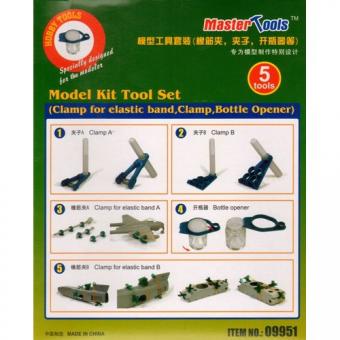 HOBBY TOOLS
Specially designed
for the modeler
MasterTools™
模型工具套装(橡筋夹，夹子，开瓶器等)
专为模型制作特别设计
5
tools
Model Kit Tool Set
(Clamp for elastic band,Clamp,Bottle Opener)
1 夹子A Clamp A
2 夹子B Clamp B
3 橡筋夹A Clamp for elastic band A
4 开瓶器 Bottle opener
5 橡筋夹B Clamp for elastic band B
中国制造 MADE IN CHINA
ITEM NO.: 09951